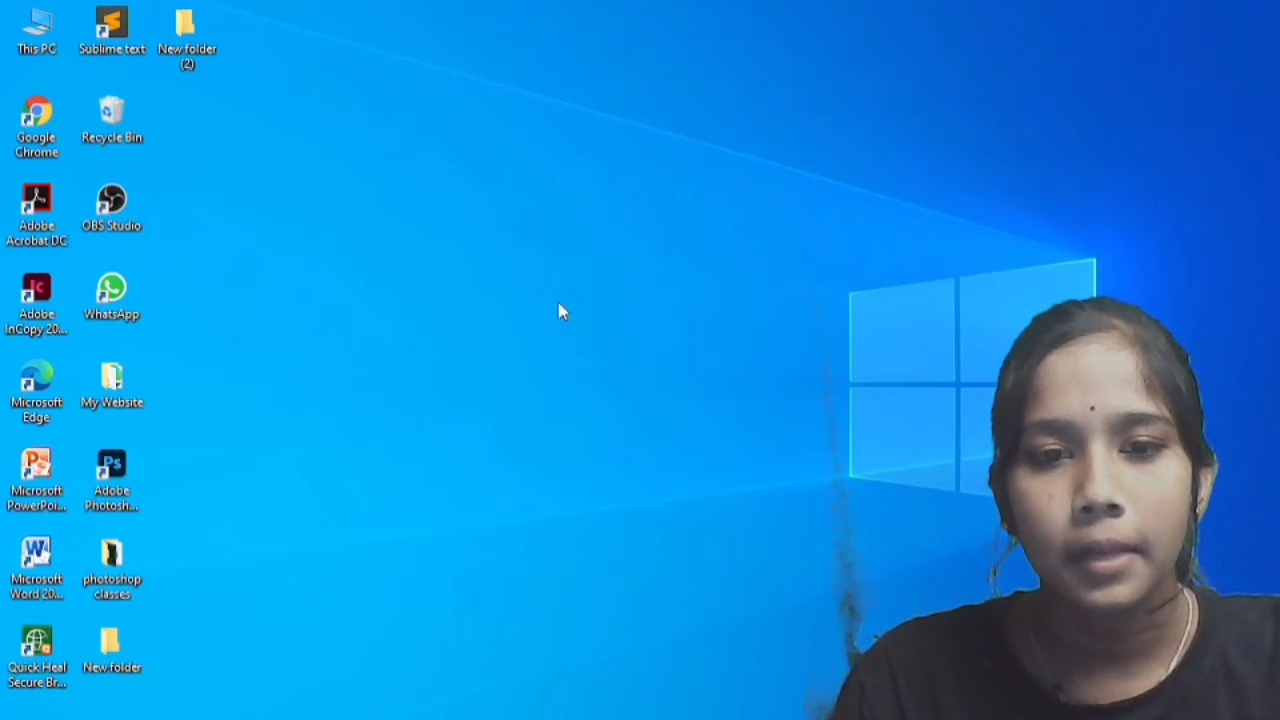 This PC
Sublime text
New folder
(2)
Google
Chrome
Recycle Bin
Adobe
Acrobat DC
OBS Studio
Adobe
InCopy 20...
WhatsApp
Microsoft
Edge
My Website
Microsoft
PowerPoi...
Adobe
Photosh...
Microsoft
Word 20...
photoshop
classes
Quick Heal
Secure Br...
New folder